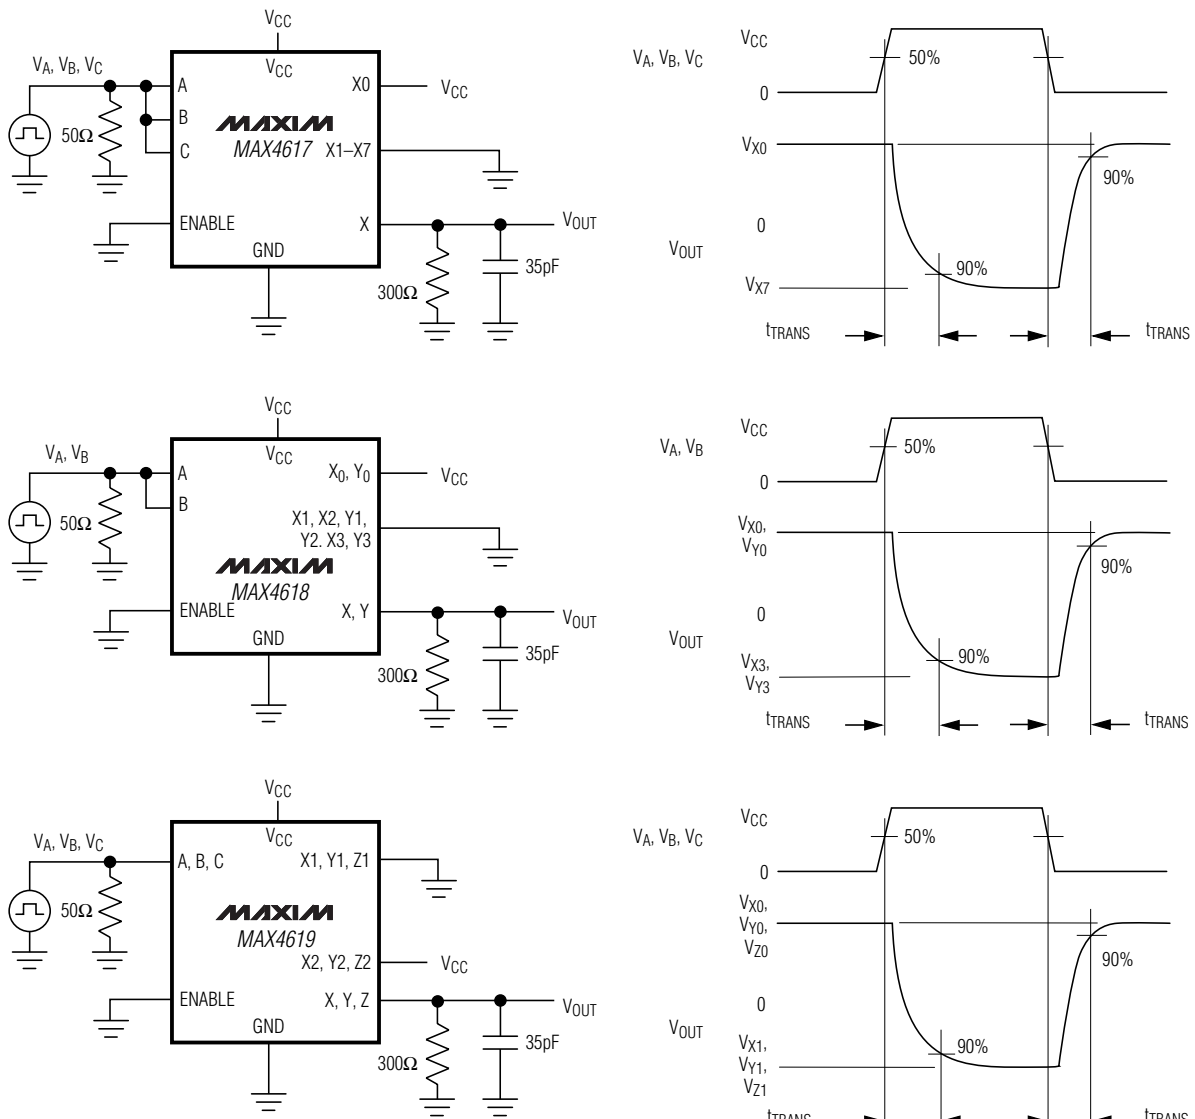 VCC
VA, VB, VC
VCC
A
X0
VCC
B
50Ω
MAXIM
MAX4617
C
X1–X7
ENABLE
X
VOUT
GND
300Ω
35pF
VA, VB, VC
VCC
50%
0
VX0
90%
0
VOUT
90%
VX7
tTRANS
tTRANS
VCC
VA, VB
VCC
A
X0, Y0
VCC
B
50Ω
X1, X2, Y1,
Y2. X3, Y3
MAXIM
MAX4618
ENABLE
X, Y
VOUT
GND
300Ω
35pF
VA, VB
VCC
50%
0
VX0,
VY0
90%
0
VOUT
90%
VX3,
VY3
tTRANS
tTRANS
VCC
VA, VB, VC
VCC
A, B, C
X1, Y1, Z1
50Ω
MAXIM
MAX4619
X2, Y2, Z2
VCC
ENABLE
X, Y, Z
VOUT
GND
300Ω
35pF
VA, VB, VC
VCC
50%
0
VX0,
VY0,
VZ0
90%
0
VOUT
90%
VX1,
VY1,
VZ1
tTRANS
tTRANS